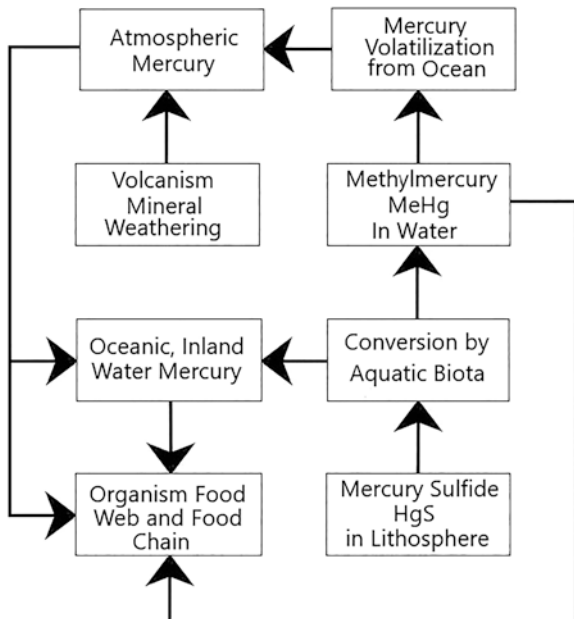 Atmospheric
Mercury
Mercury
Volatilization
from Ocean
Volcanism
Mineral
Weathering
Methylmercury
MeHg
In Water
Oceanic, Inland
Water Mercury
Conversion by
Aquatic Biota
Organism Food
Web and Food
Chain
Mercury Sulfide
HgS
in Lithosphere